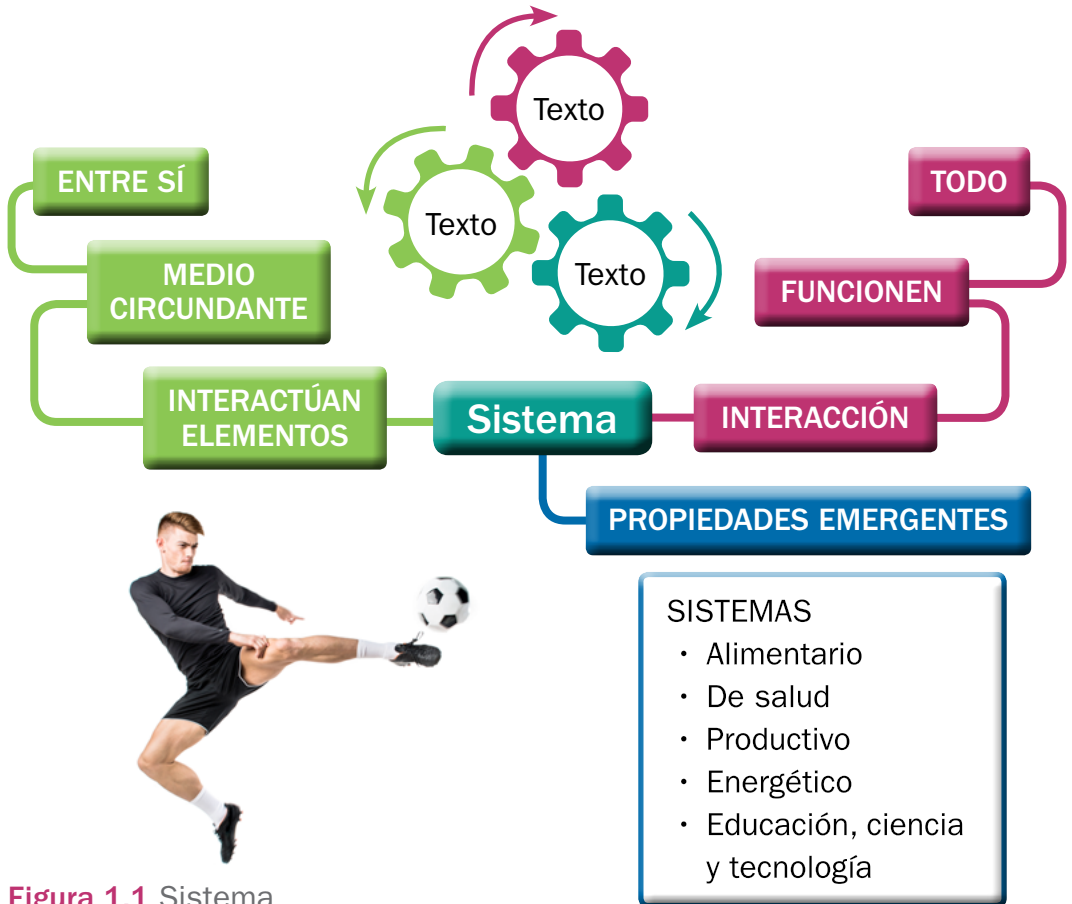 Texto
Texto
Texto
ENTRE SÍ
MEDIO
CIRCUNDANTE
INTERACTÚAN
ELEMENTOS
Sistema
TODO
FUNCIONEN
INTERACCIÓN
PROPIEDADES EMERGENTES
SISTEMAS
· Alimentario
· De salud
· Productivo
· Energético
· Educación, ciencia
y tecnología
Figura 1.1 Sistema